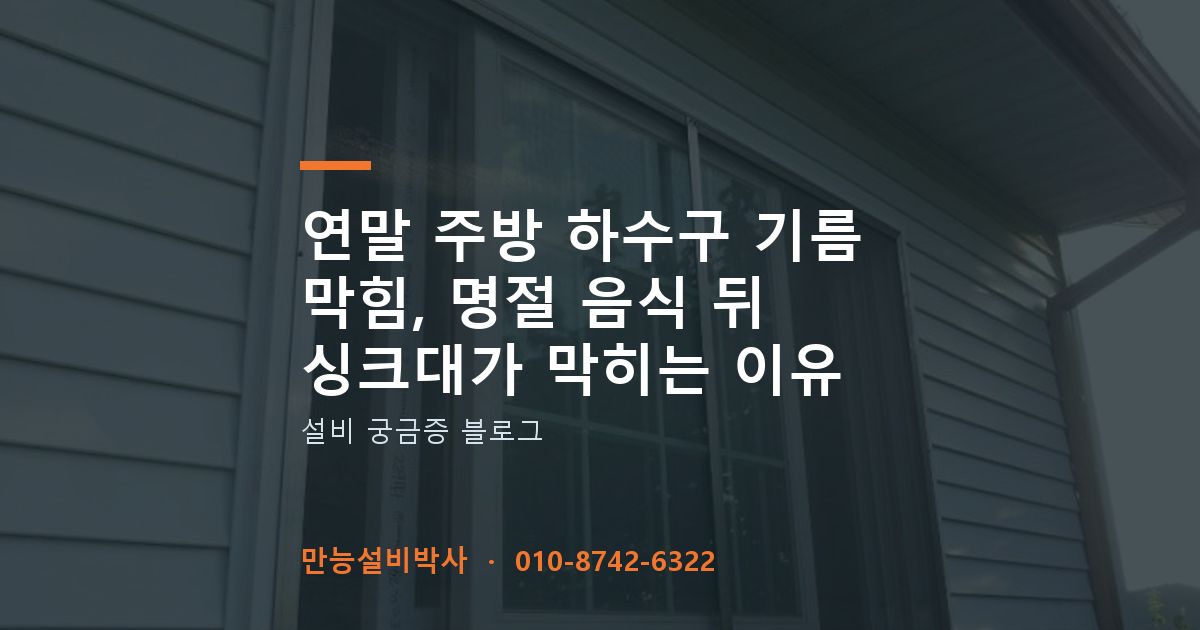 연말 주방 하수구 기름
막힘, 명절 음식 뒤
싱크대가 막히는 이유
설비 궁금증 블로그
만능설비박사 · 010-8742-6322